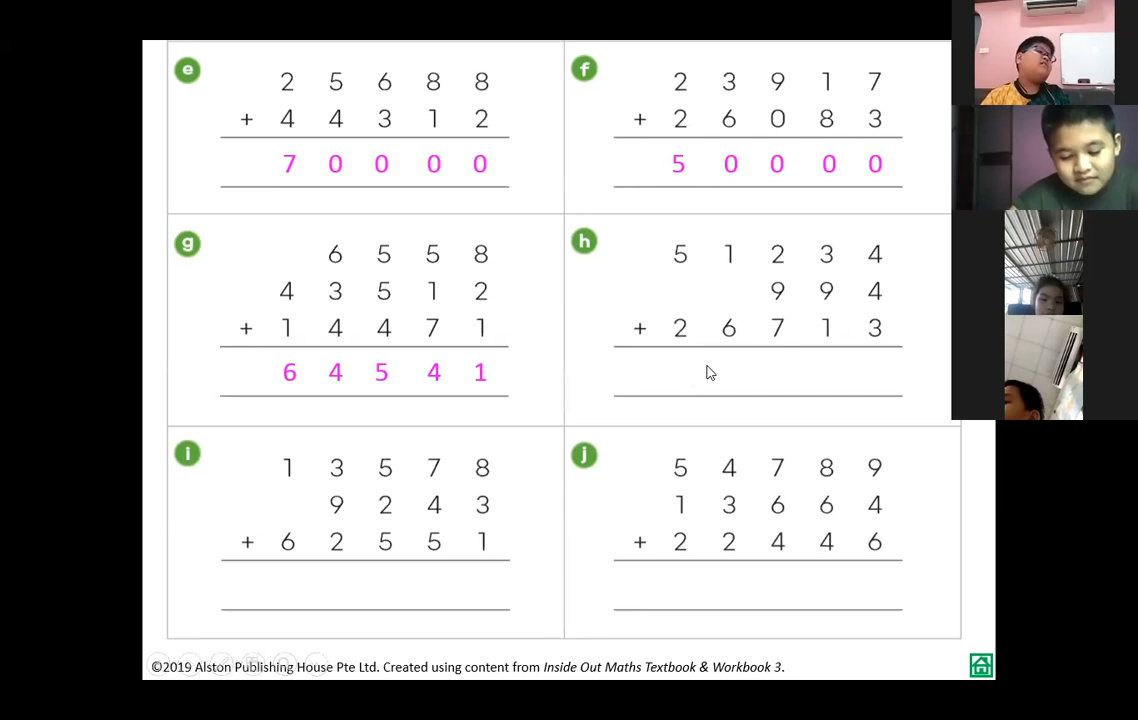 e
2 5 6 8 8
+ 4 4 3 1 2
7 0 0 0 0
f
2 3 9 1 7
+ 2 6 0 8 3
5 0 0 0 0
g
6 5 5 8
4 3 5 1 2
+ 1 4 4 7 1
6 4 5 4 1
h
5 1 2 3 4
9 9 4
+ 2 6 7 1 3
i
1 3 5 7 8
9 2 4 3
+ 6 2 5 5 1
j
5 4 7 8 9
1 3 6 6 4
+ 2 2 4 4 6
©2019 Alston Publishing House Pte Ltd. Created using content from Inside Out Maths Textbook & Workbook 3.